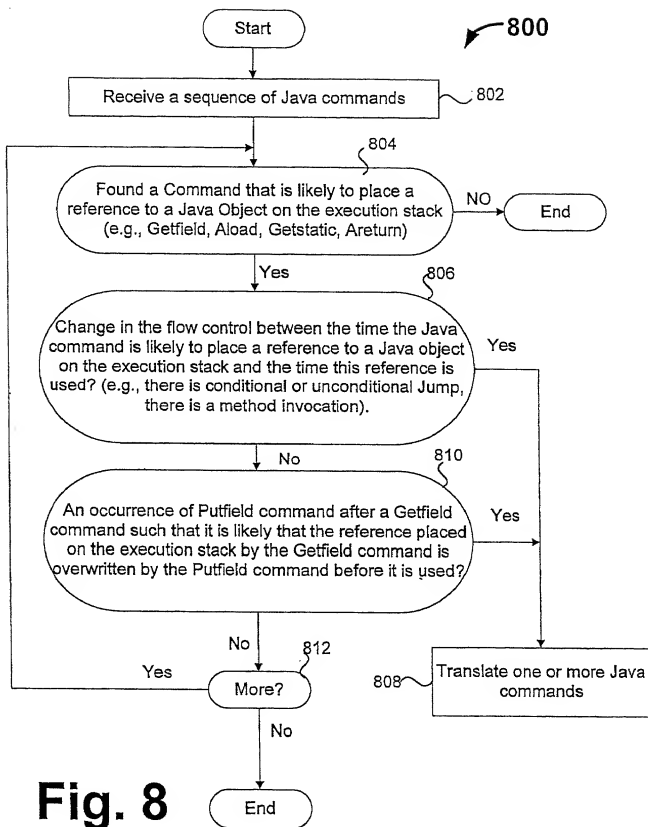 Start
800
Receive a sequence of Java commands
802
804
Found a Command that is likely to place a
reference to a Java Object on the execution stack
(e.g., Getfield, Aload, Getstatic, Areturn)
NO
End
Yes
806
Change in the flow control between the time the Java
command is likely to place a reference to a Java object
on the execution stack and the time this reference is
used? (e.g., there is conditional or unconditional Jump,
there is a method invocation).
Yes
No
810
An occurrence of Putfield command after a Getfield
command such that it is likely that the reference placed
on the execution stack by the Getfield command is
overwritten by the Putfield command before it is used?
Yes
No
812
Yes
More?
808
Translate one or more Java
commands
No
Fig. 8
End